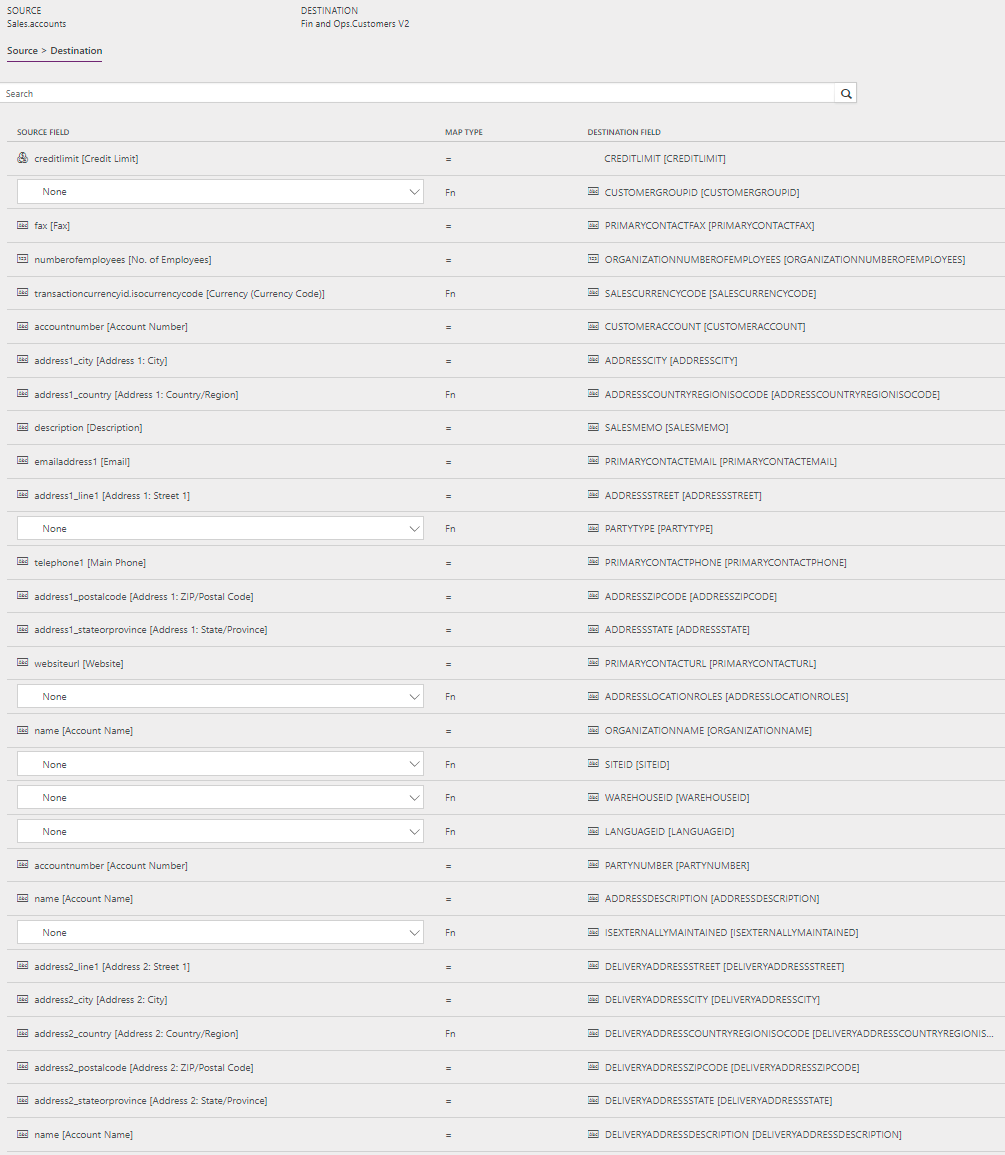 SOURCE DESTINATION
Sales.accounts Fin and Ops.Customers V2
Source > Destination
Search
SOURCE FIELD MAP TYPE DESTINATION FIELD
creditlimit [Credit Limit] = CREDITLIMIT [CREDITLIMIT]
None Fn CUSTOMERGROUPID [CUSTOMERGROUPID]
fax [Fax] = PRIMARYCONTACTFAX [PRIMARYCONTACTFAX]
numberofemployees [No. of Employees] = ORGANIZATIONNUMBEROFEMPLOYEES [ORGANIZATIONNUMBEROFEMPLOYEES]
transactioncurrencyid.isocurrencycode [Currency (Currency Code)] Fn SALESCURRENCYCODE [SALESCURRENCYCODE]
accountnumber [Account Number] = CUSTOMERACCOUNT [CUSTOMERACCOUNT]
address1_city [Address 1: City] = ADDRESSCITY [ADDRESSCITY]
address1_country [Address 1: Country/Region] Fn ADDRESSCOUNTRYREGIONISOCODE [ADDRESSCOUNTRYREGIONISOCODE]
description [Description] = SALESMEMO [SALESMEMO]
emailaddress1 [Email] = PRIMARYCONTACTEMAIL [PRIMARYCONTACTEMAIL]
address1_line1 [Address 1: Street 1] = ADDRESSSTREET [ADDRESSSTREET]
None Fn PARTYTYPE [PARTYTYPE]
telephone1 [Main Phone] = PRIMARYCONTACTPHONE [PRIMARYCONTACTPHONE]
address1_postalcode [Address 1: ZIP/Postal Code] = ADDRESSZIPCODE [ADDRESSZIPCODE]
address1_stateorprovince [Address 1: State/Province] = ADDRESSSTATE [ADDRESSSTATE]
websiteurl [Website] = PRIMARYCONTACTURL [PRIMARYCONTACTURL]
None Fn ADDRESSLOCATIONROLES [ADDRESSLOCATIONROLES]
name [Account Name] = ORGANIZATIONNAME [ORGANIZATIONNAME]
None Fn SITEID [SITEID]
None Fn WAREHOUSEID [WAREHOUSEID]
None Fn LANGUAGEID [LANGUAGEID]
accountnumber [Account Number] = PARTYNUMBER [PARTYNUMBER]
name [Account Name] = ADDRESSDESCRIPTION [ADDRESSDESCRIPTION]
None Fn ISEXTERNALLYMAINTAINED [ISEXTERNALLYMAINTAINED]
address2_line1 [Address 2: Street 1] = DELIVERYADDRESSSTREET [DELIVERYADDRESSSTREET]
address2_city [Address 2: City] = DELIVERYADDRESSCITY [DELIVERYADDRESSCITY]
address2_country [Address 2: Country/Region] Fn DELIVERYADDRESSCOUNTRYREGIONISOCODE [DELIVERYADDRESSCOUNTRYREGIONIS...
address2_postalcode [Address 2: ZIP/Postal Code] = DELIVERYADDRESSZIPCODE [DELIVERYADDRESSZIPCODE]
address2_stateorprovince [Address 2: State/Province] = DELIVERYADDRESSSTATE [DELIVERYADDRESSSTATE]
name [Account Name] = DELIVERYADDRESSDESCRIPTION [DELIVERYADDRESSDESCRIPTION]